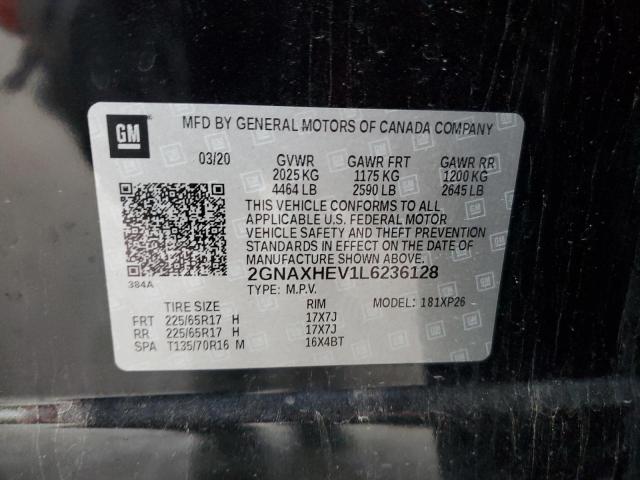 GM MFD BY GENERAL MOTORS OF CANADA COMPANY
03/20 GVWR GAWR FRT GAWR RR
2025 KG 1175 KG 1200 KG
4464 LB 2590 LB 2645 LB
THIS VEHICLE CONFORMS TO ALL
APPLICABLE U.S. FEDERAL MOTOR
VEHICLE SAFETY AND THEFT PREVENTION
STANDARDS IN EFFECT ON THE DATE OF
MANUFACTURE SHOWN ABOVE.
2GNAXHEV1L6236128
384A TYPE: M.P.V.
TIRE SIZE RIM MODEL: 181XP26
FRT 225/65R17 H 17X7J
RR 225/65R17 H 17X7J
SPA T135/70R16 M 16X4BT